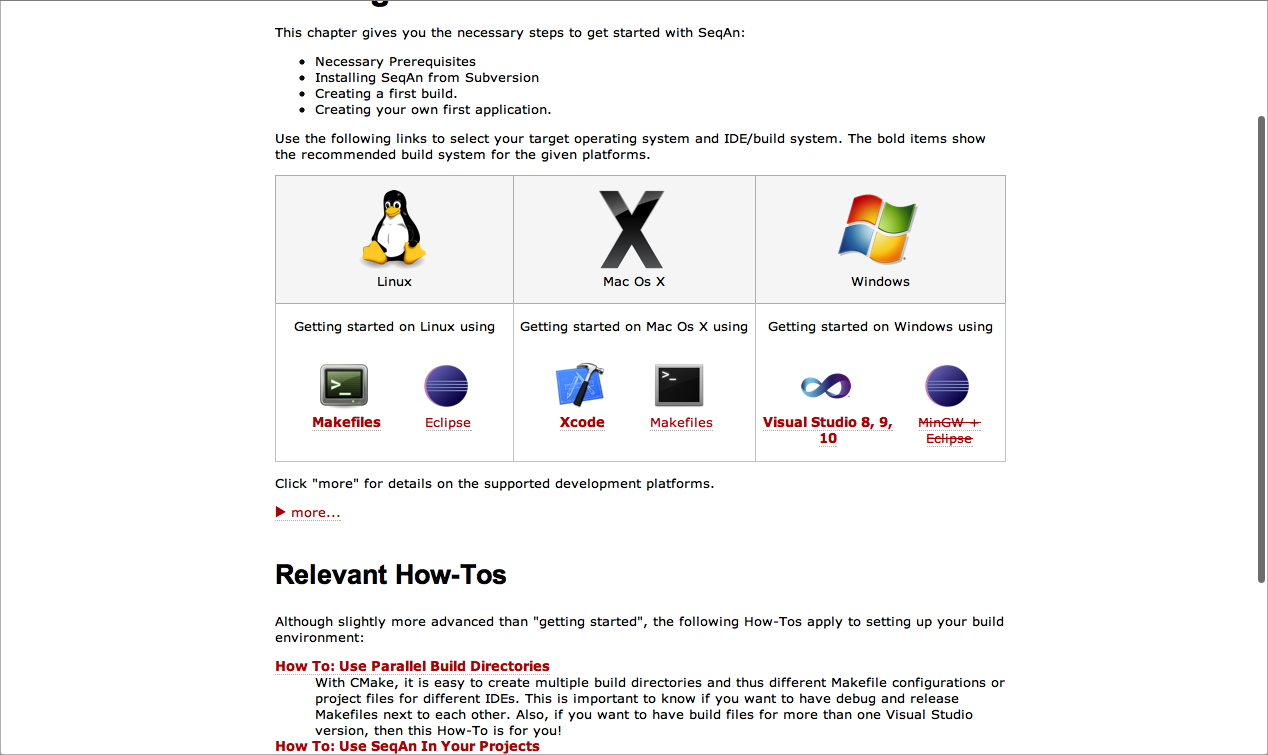 This chapter gives you the necessary steps to get started with SeqAn:
• Necessary Prerequisites
• Installing SeqAn from Subversion
• Creating a first build.
• Creating your own first application.
Use the following links to select your target operating system and IDE/build system. The bold items show
the recommended build system for the given platforms.
Linux
Mac Os X
Windows
Getting started on Linux using
Getting started on Mac Os X using
Getting started on Windows using
Makefiles
Eclipse
Xcode
Makefiles
Visual Studio 8, 9,
10
MinGW +
Eclipse
Click "more" for details on the supported development platforms.
▶ more...
Relevant How-Tos
Although slightly more advanced than "getting started", the following How-Tos apply to setting up your build
environment:
How To: Use Parallel Build Directories
With CMake, it is easy to create multiple build directories and thus different Makefile configurations or
project files for different IDEs. This is important to know if you want to have debug and release
Makefiles next to each other. Also, if you want to have build files for more than one Visual Studio
version, then this How-To is for you!
How To: Use SeqAn In Your Projects